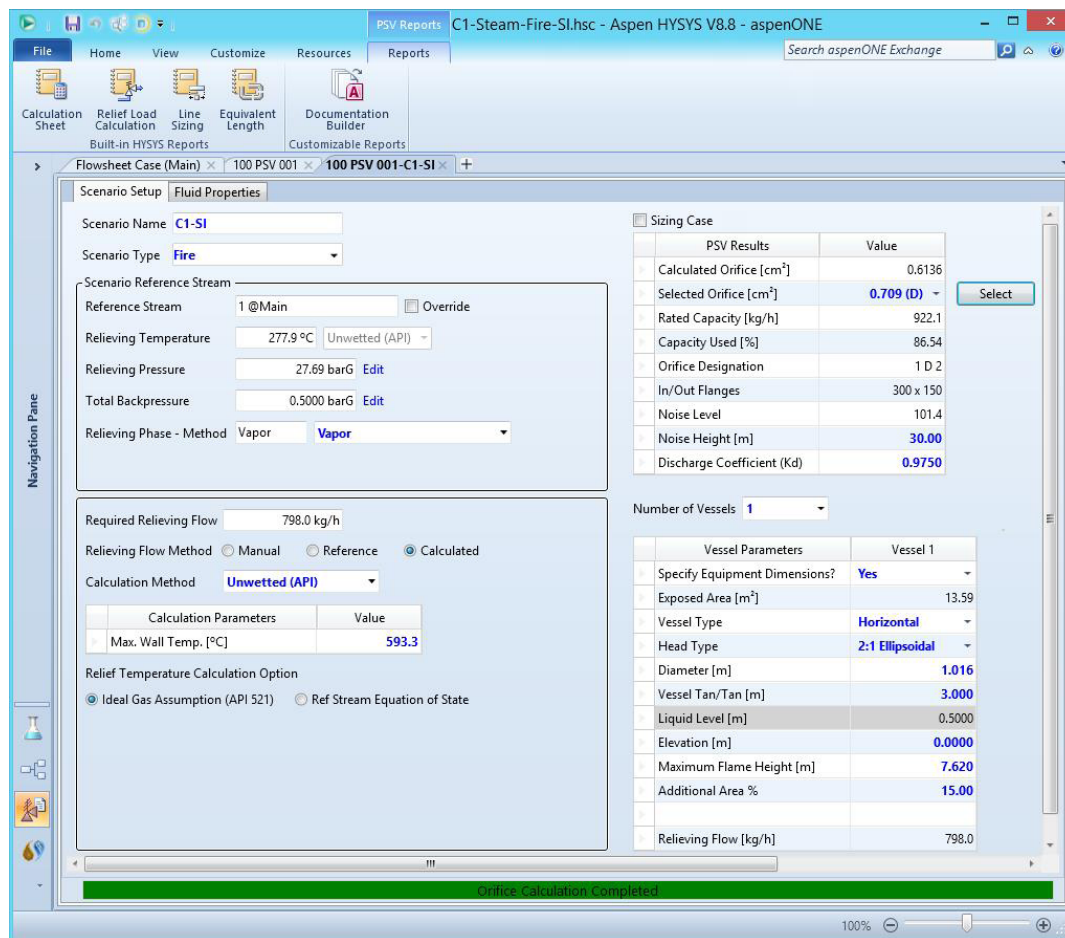 PSV Reports
C1-Steam-Fire-SI.hsc - Aspen HYSYS V8.8 - aspenONE
File Home View Customize Resources Reports
Search aspenONE Exchange
Calculation Sheet
Relief Load Calculation
Line Sizing
Equivalent Length
Documentation Builder
Built-in HYSYS Reports
Customizable Reports
Flowsheet Case (Main) × 100 PSV 001 × 100 PSV 001-C1-SI × +
Navigation Pane
Scenario Setup Fluid Properties
Scenario Name C1-SI
Scenario Type Fire
Scenario Reference Stream
Reference Stream 1 @Main Override
Relieving Temperature 277.9 °C Unwetted (API)
Relieving Pressure 27.69 barG Edit
Total Backpressure 0.5000 barG Edit
Relieving Phase - Method Vapor Vapor
Required Relieving Flow 798.0 kg/h
Relieving Flow Method Manual Reference Calculated
Calculation Method Unwetted (API)
Calculation Parameters Value
Max. Wall Temp. [°C] 593.3
Relief Temperature Calculation Option
Ideal Gas Assumption (API 521) Ref Stream Equation of State
Sizing Case
PSV Results Value
Calculated Orifice [cm²] 0.6136
Selected Orifice [cm²] 0.709 (D) Select
Rated Capacity [kg/h] 922.1
Capacity Used [%] 86.54
Orifice Designation 1 D 2
In/Out Flanges 300 x 150
Noise Level 101.4
Noise Height [m] 30.00
Discharge Coefficient (Kd) 0.9750
Number of Vessels 1
Vessel Parameters Vessel 1
Specify Equipment Dimensions? Yes
Exposed Area [m²] 13.59
Vessel Type Horizontal
Head Type 2:1 Ellipsoidal
Diameter [m] 1.016
Vessel Tan/Tan [m] 3.000
Liquid Level [m] 0.5000
Elevation [m] 0.0000
Maximum Flame Height [m] 7.620
Additional Area % 15.00
Relieving Flow [kg/h] 798.0
Orifice Calculation Completed
100%